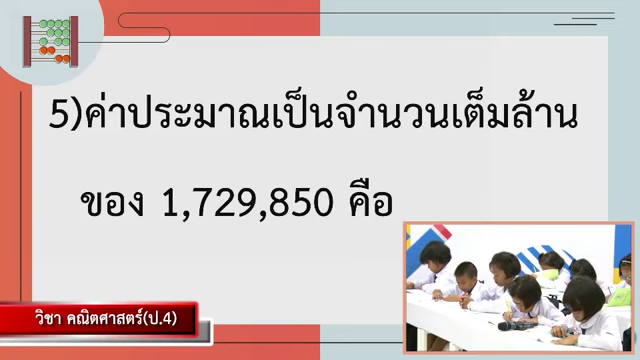 5)ค่าประมาณเป็นจำนวนเต็มล้าน
ของ 1,729,850 คือ
วิชา คณิตศาสตร์(ป.4)